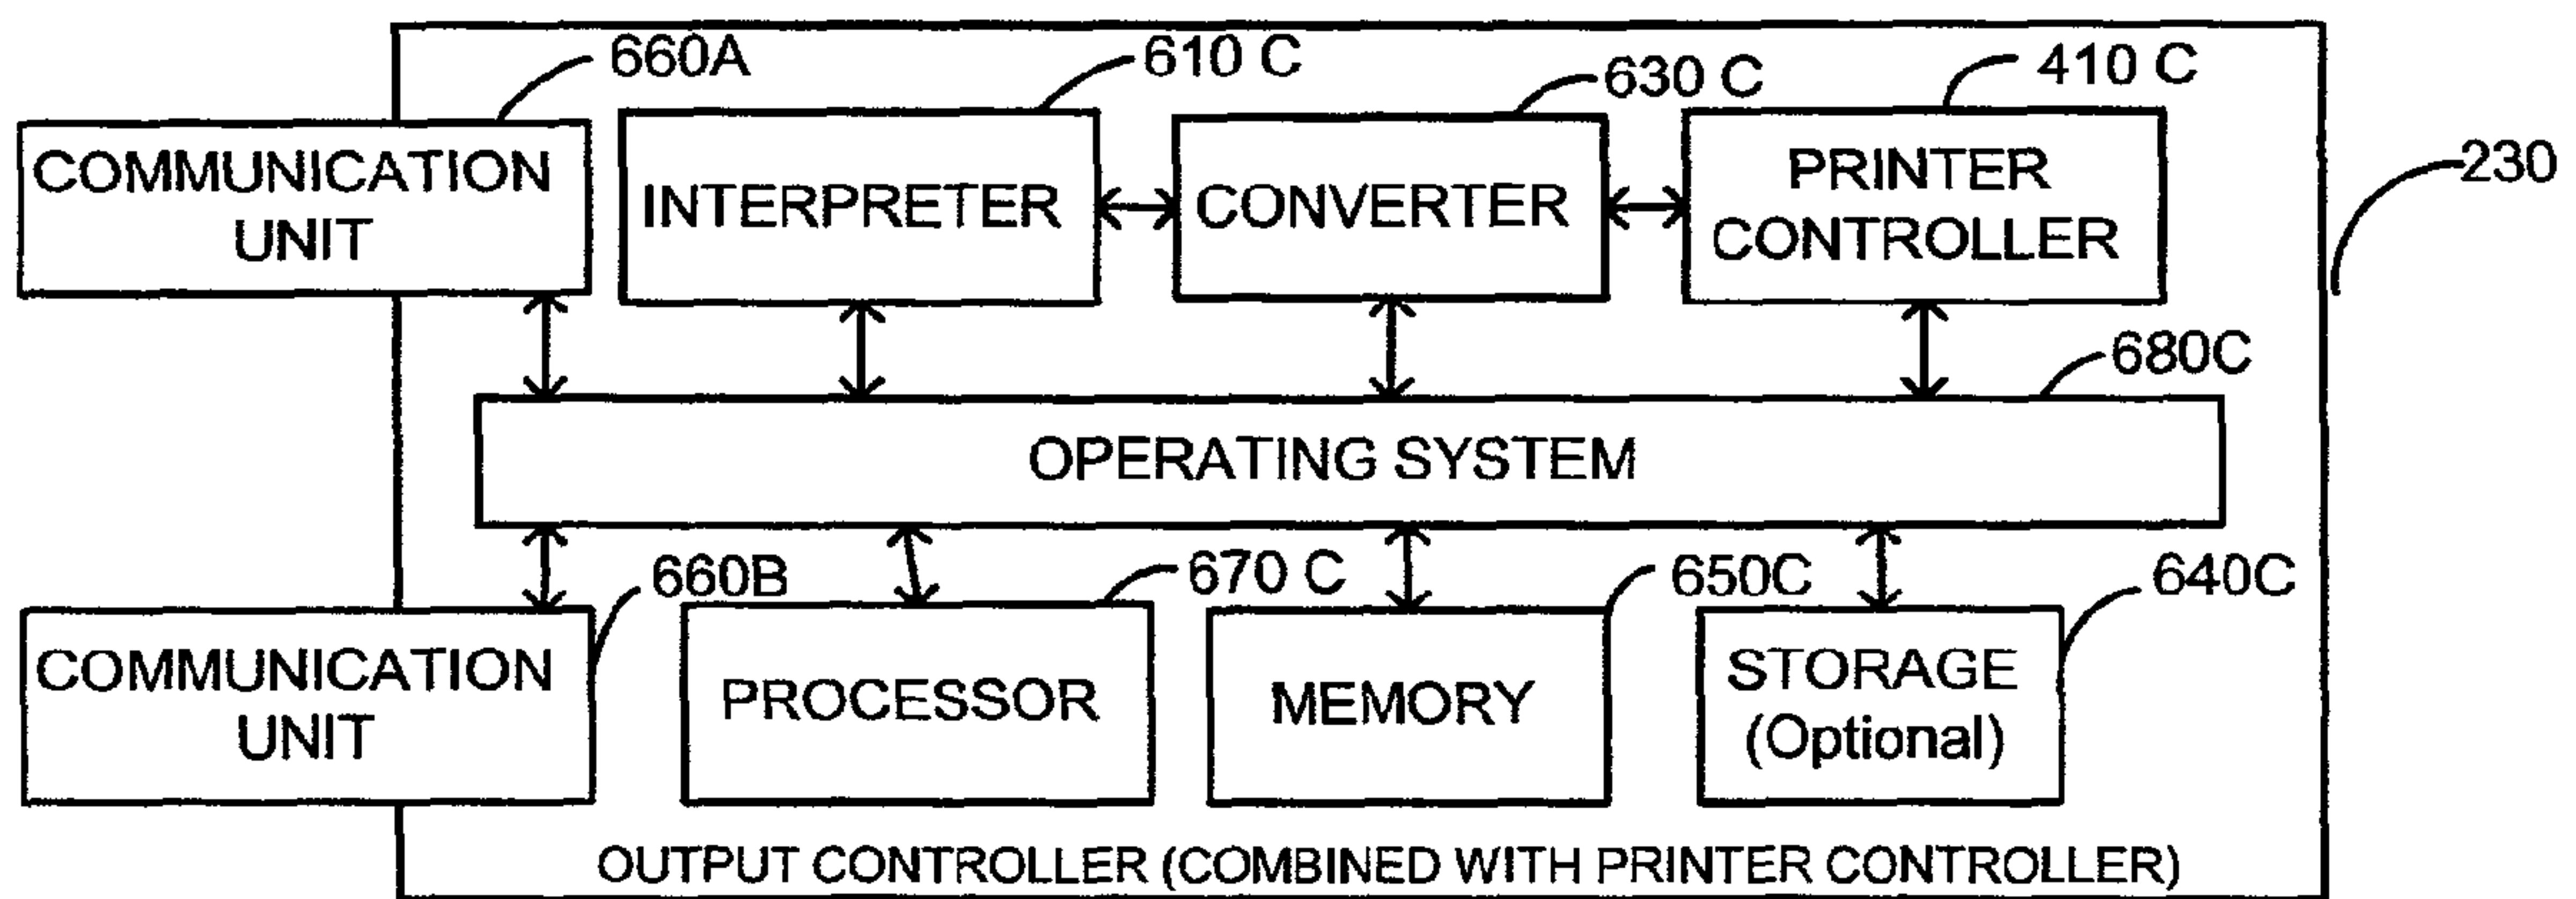 660A
610 C
630 C
410 C
230
COMMUNICATION
UNIT
INTERPRETER
CONVERTER
PRINTER
CONTROLLER
680C
OPERATING SYSTEM
660B
670 C
650C
640C
COMMUNICATION
UNIT
PROCESSOR
MEMORY
STORAGE
(Optional)
OUTPUT CONTROLLER (COMBINED WITH PRINTER CONTROLLER)